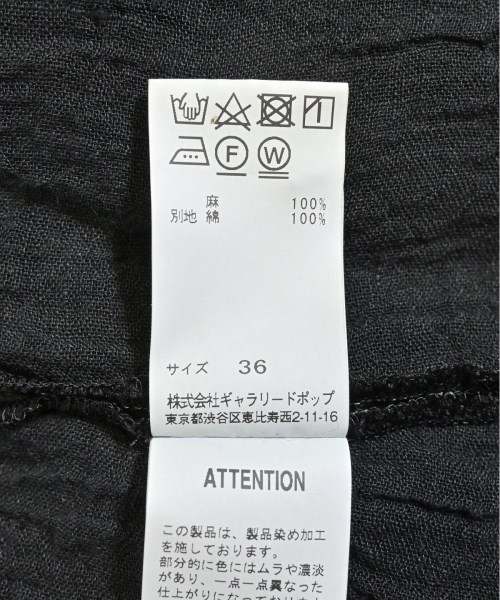 F W
麻 100%
別地 綿 100%
サイズ 36
株式会社ギャラリードポップ
東京都渋谷区恵比寿西2-11-16
ATTENTION
この製品は、製品染め加工
を施しております。
部分的に色にはムラや濃淡
があり、一点一点異なった
仕上がりになっております